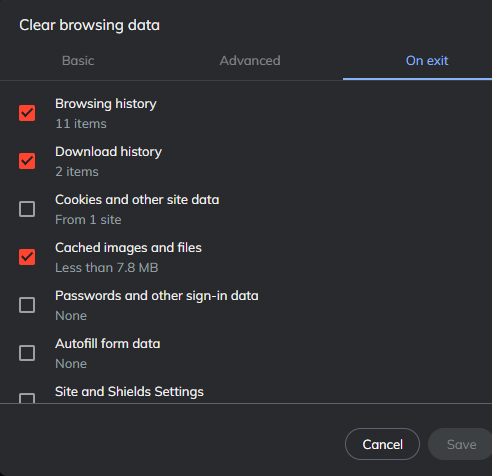 Clear browsing data
Basic
Advanced
On exit
Browsing history
11 items
Download history
2 items
Cookies and other site data
From 1 site
Cached images and files
Less than 7.8 MB
Passwords and other sign-in data
None
Autofill form data
None
Site and Shields Settings
Cancel
Save